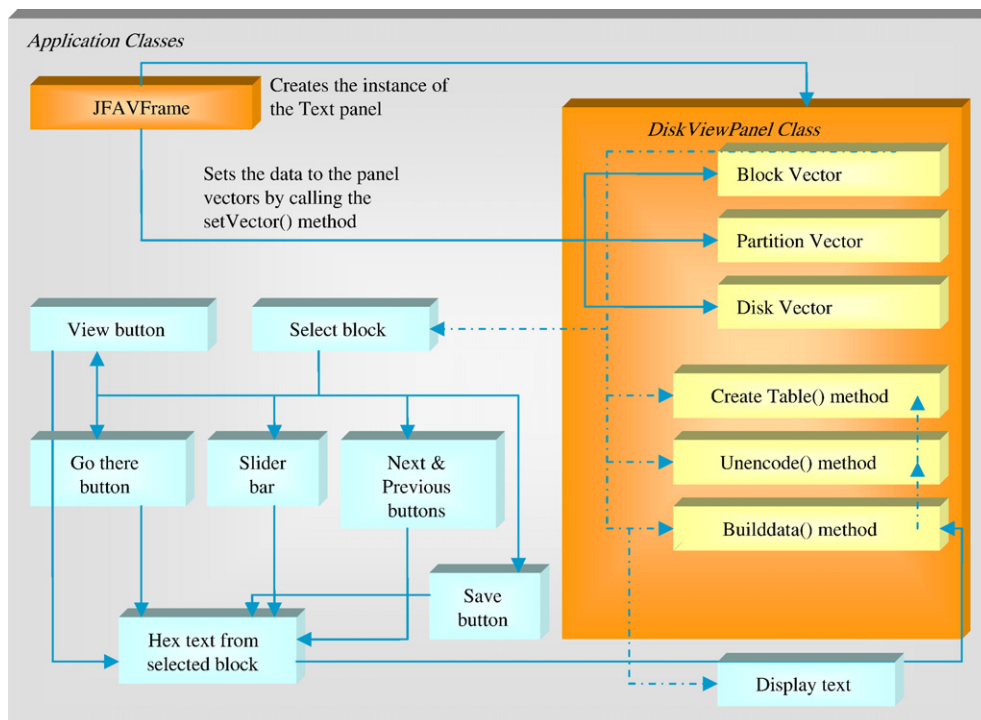 Application Classes
JFAVFrame
Creates the instance of
the Text panel
DiskViewPanel Class
Block Vector
Sets the data to the panel
vectors by calling the
setVector() method
Partition Vector
Disk Vector
View button
Select block
Create Table() method
Go there
button
Slider
bar
Next &
Previous
buttons
Unencode() method
Builddata() method
Save
button
Hex text from
selected block
Display text